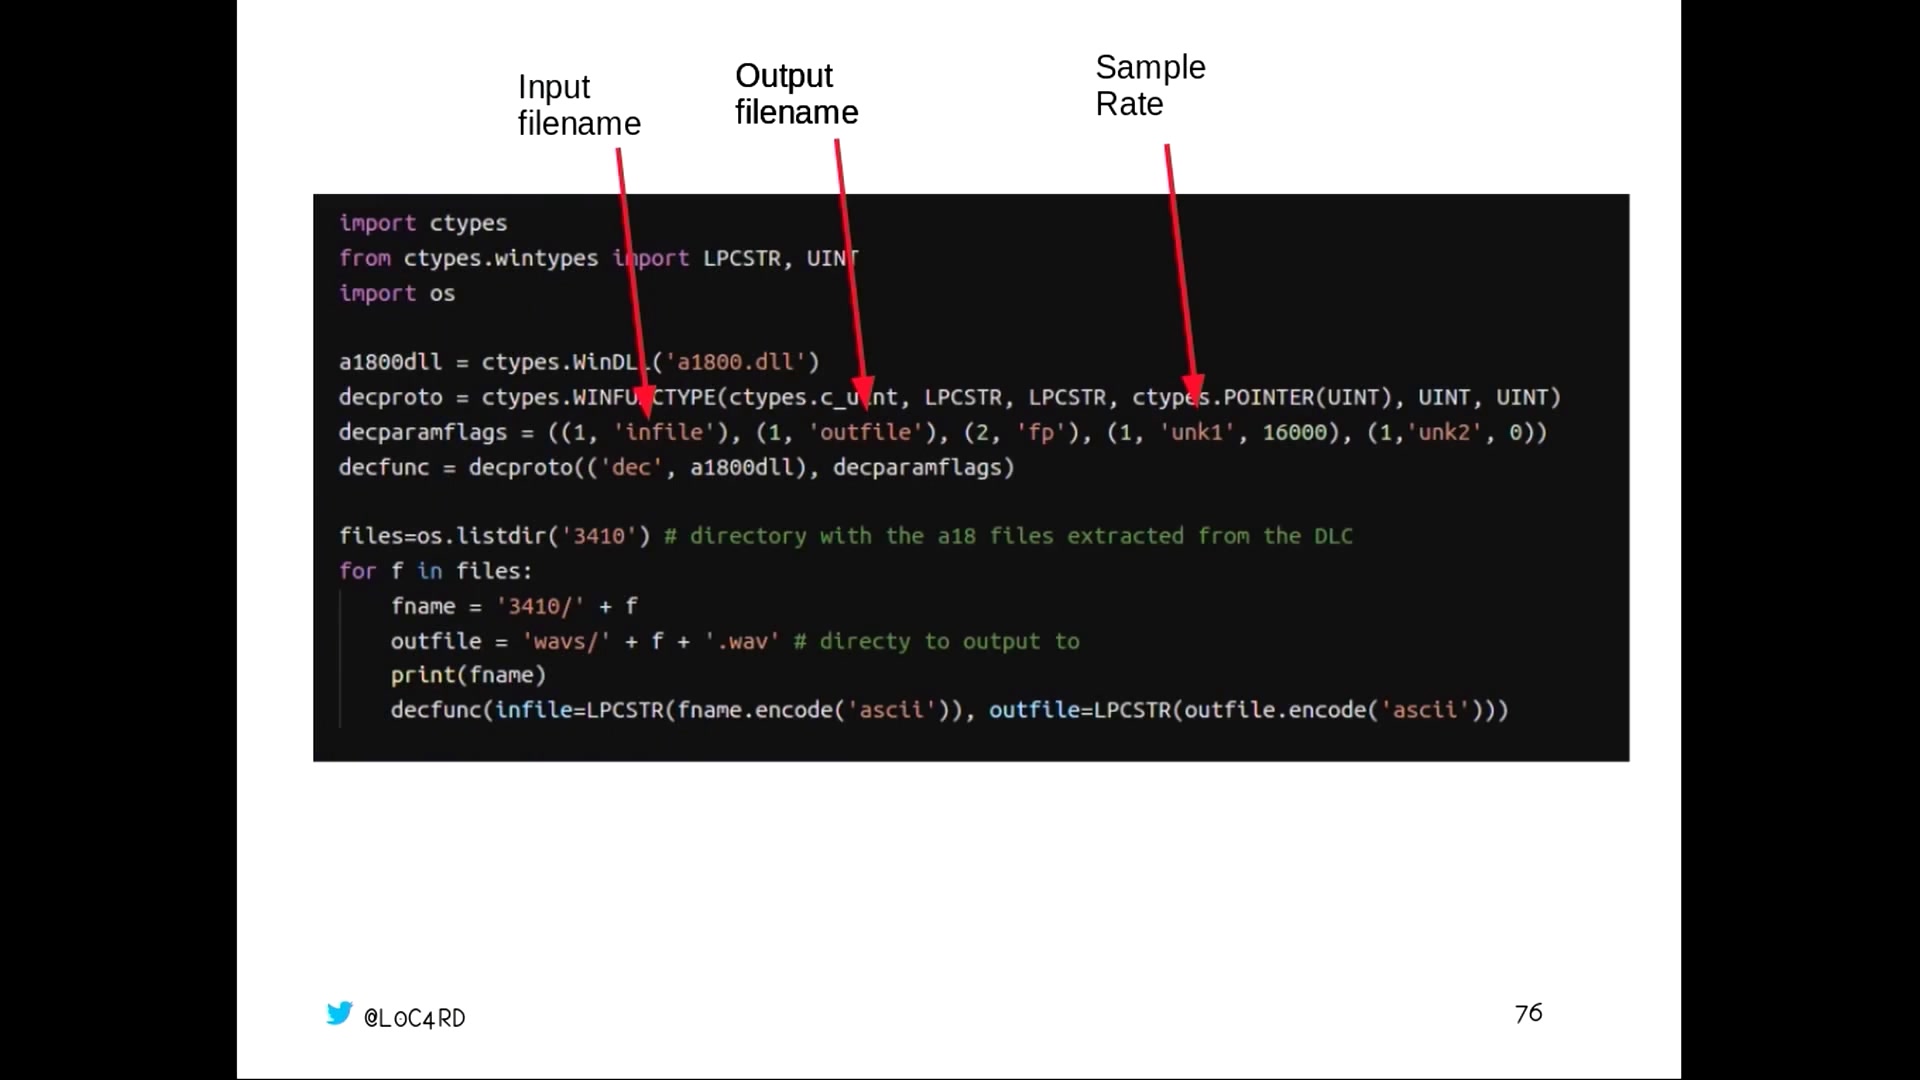 Input
filename
Output
filename
Sample
Rate
import ctypes
from ctypes.wintypes import LPCSTR, UINT
import os
a1800dll = ctypes.WinDLL('a1800.dll')
decproto = ctypes.WINFUNCTYPE(ctypes.c_uint, LPCSTR, LPCSTR, ctypes.POINTER(UINT), UINT, UINT)
decparamflags = ((1, 'infile'), (1, 'outfile'), (2, 'fp'), (1, 'unk1', 16000), (1,'unk2', 0))
decfunc = decproto(('dec', a1800dll), decparamflags)
files=os.listdir('3410') # directory with the a18 files extracted from the DLC
for f in files:
fname = '3410/' + f
outfile = 'wavs/' + f + '.wav' # directy to output to
print(fname)
decfunc(infile=LPCSTR(fname.encode('ascii')), outfile=LPCSTR(outfile.encode('ascii')))
@L0C4RD
76